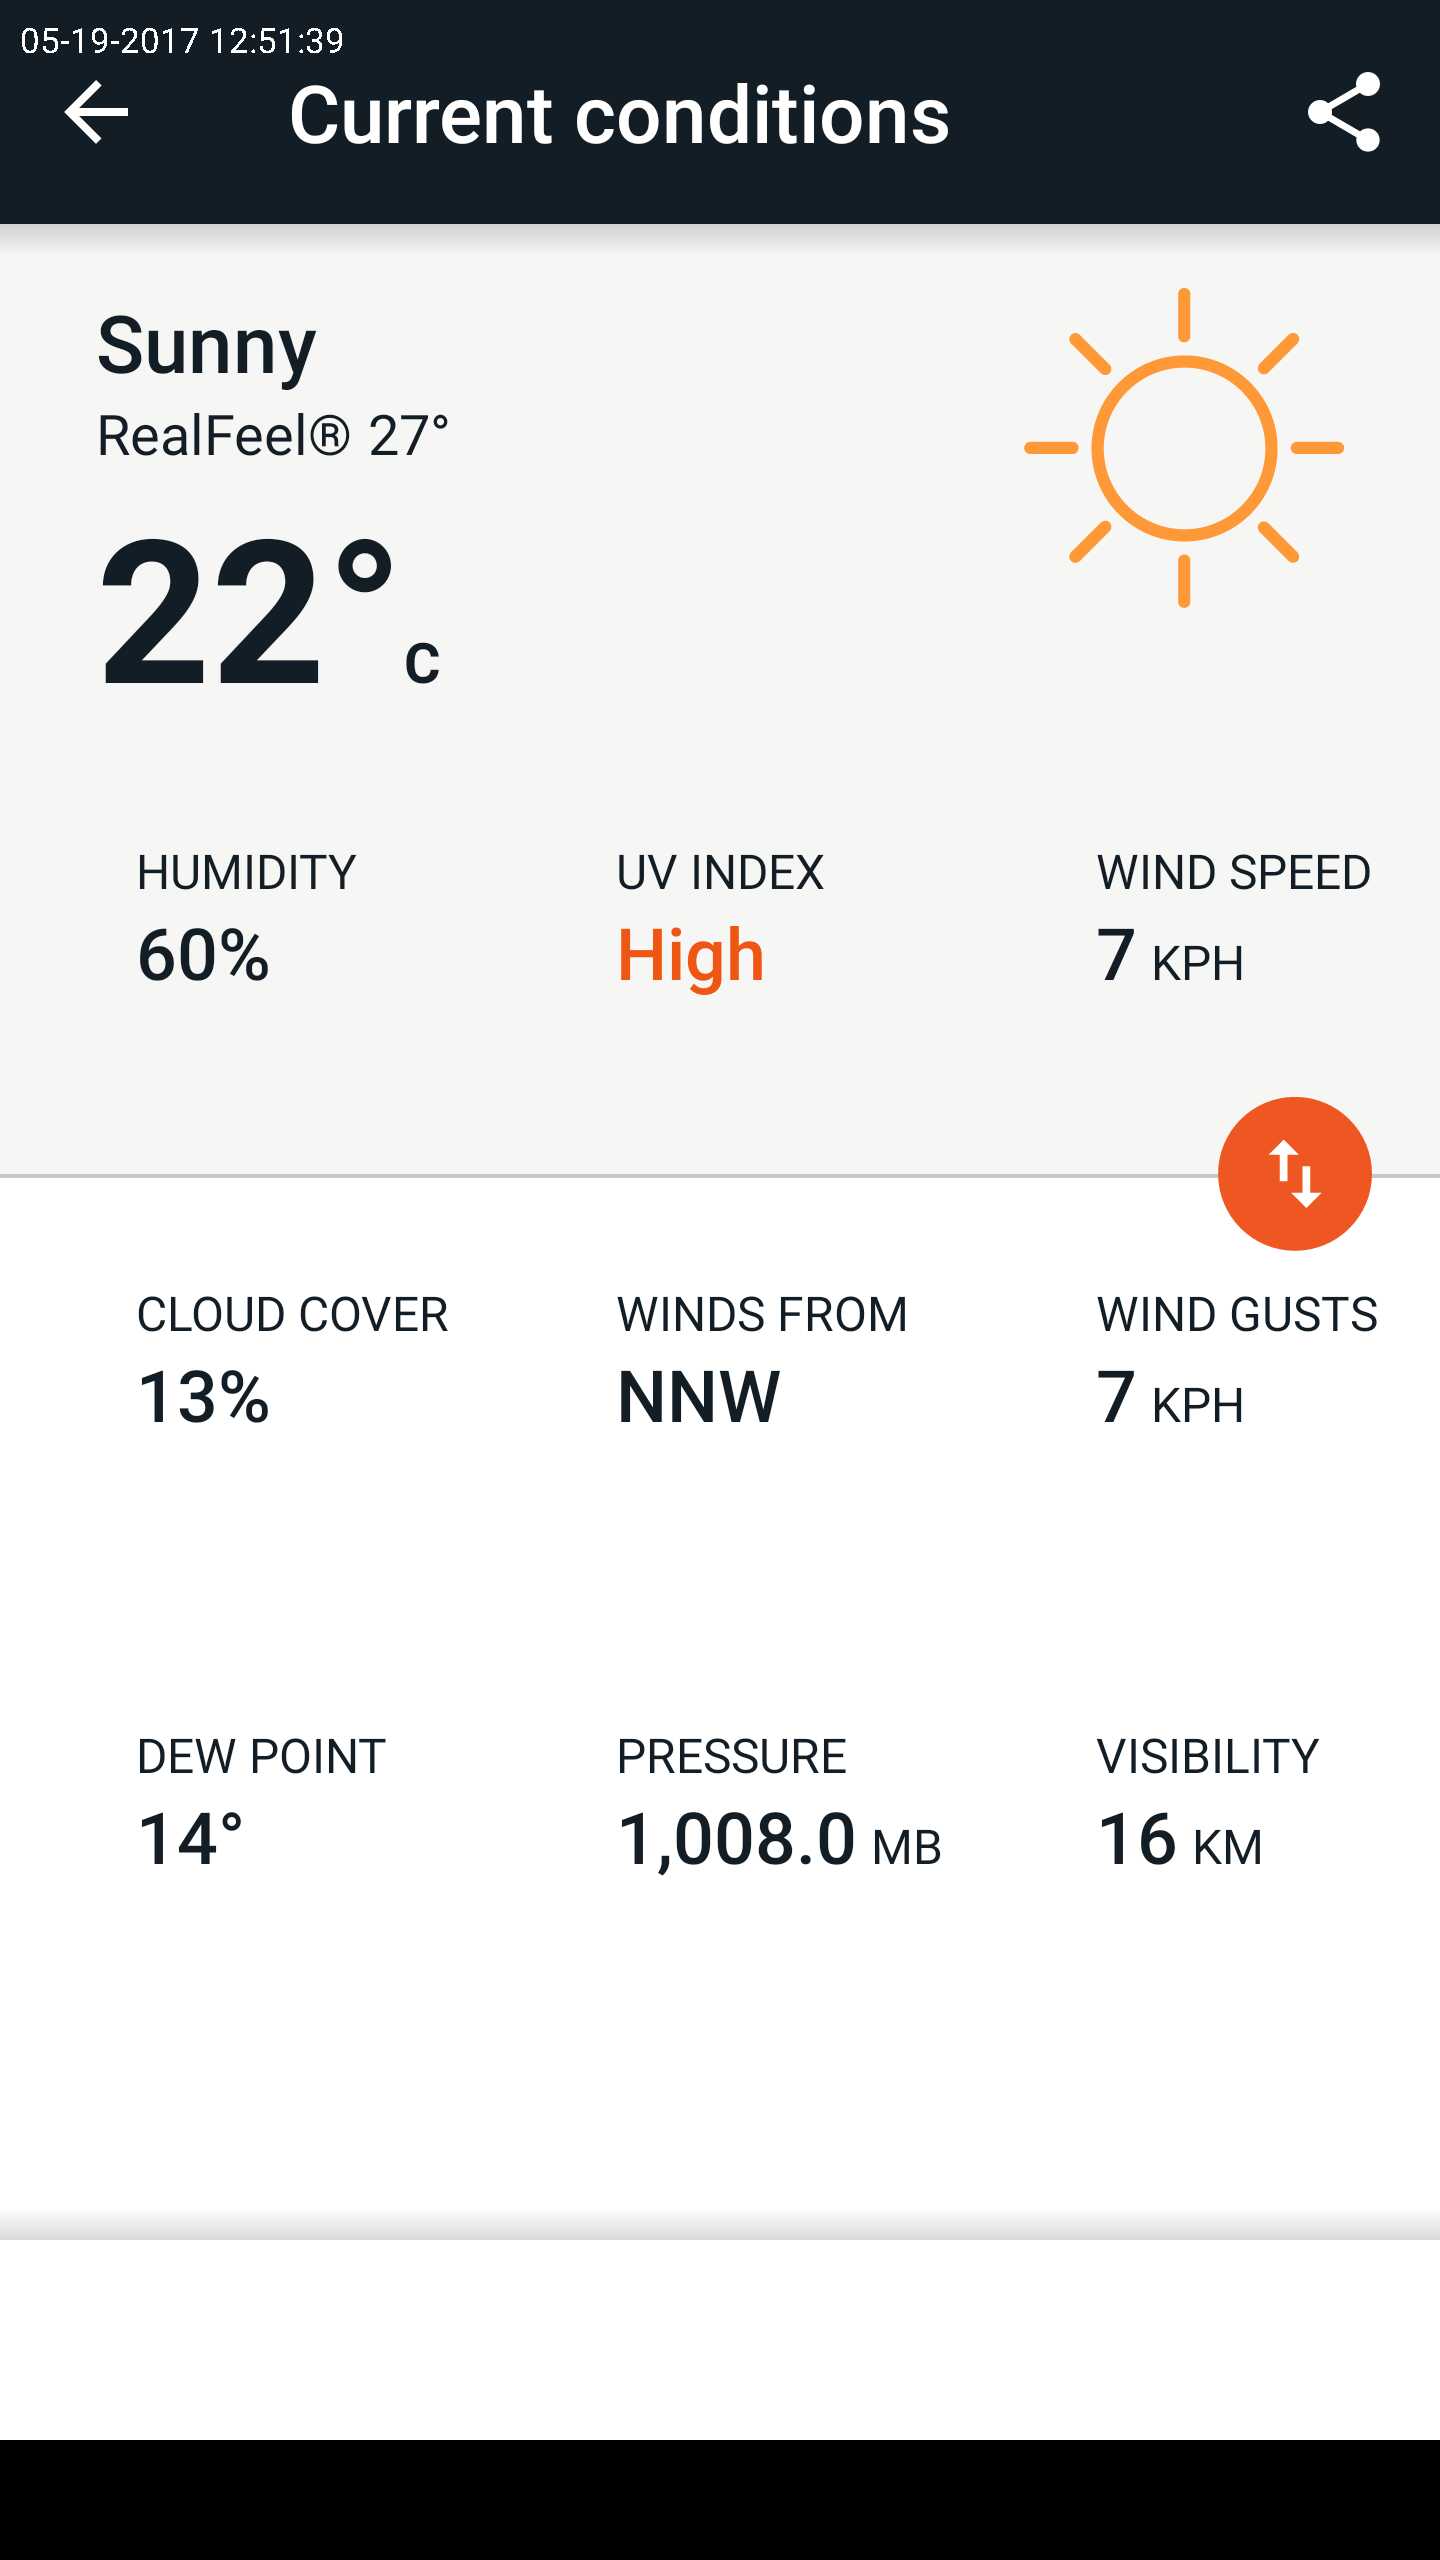 05-19-2017 12:51:39
Current conditions
Sunny
RealFeel® 27°
22° C
HUMIDITY UV INDEX WIND SPEED
60% High 7 KPH
CLOUD COVER WINDS FROM WIND GUSTS
13% NNW 7 KPH
DEW POINT PRESSURE VISIBILITY
14° 1,008.0 MB 16 KM